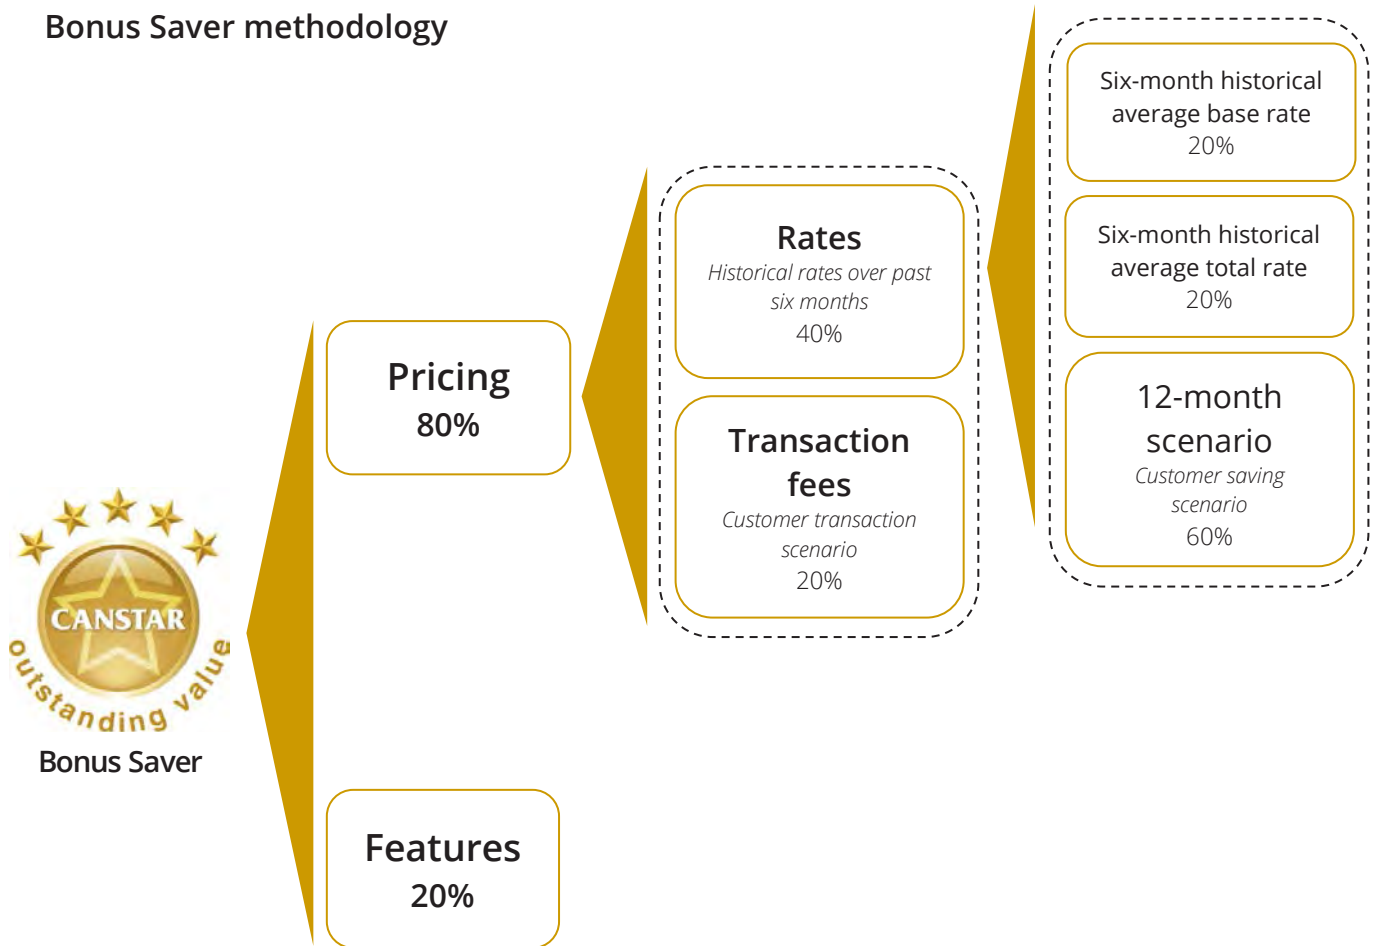 Bonus Saver methodology
CANSTAR
outstanding value
Bonus Saver
Pricing
80%
Features
20%
Rates
Historical rates over past
six months
40%
Transaction
fees
Customer transaction
scenario
20%
Six-month historical
average base rate
20%
Six-month historical
average total rate
20%
12-month
scenario
Customer saving
scenario
60%